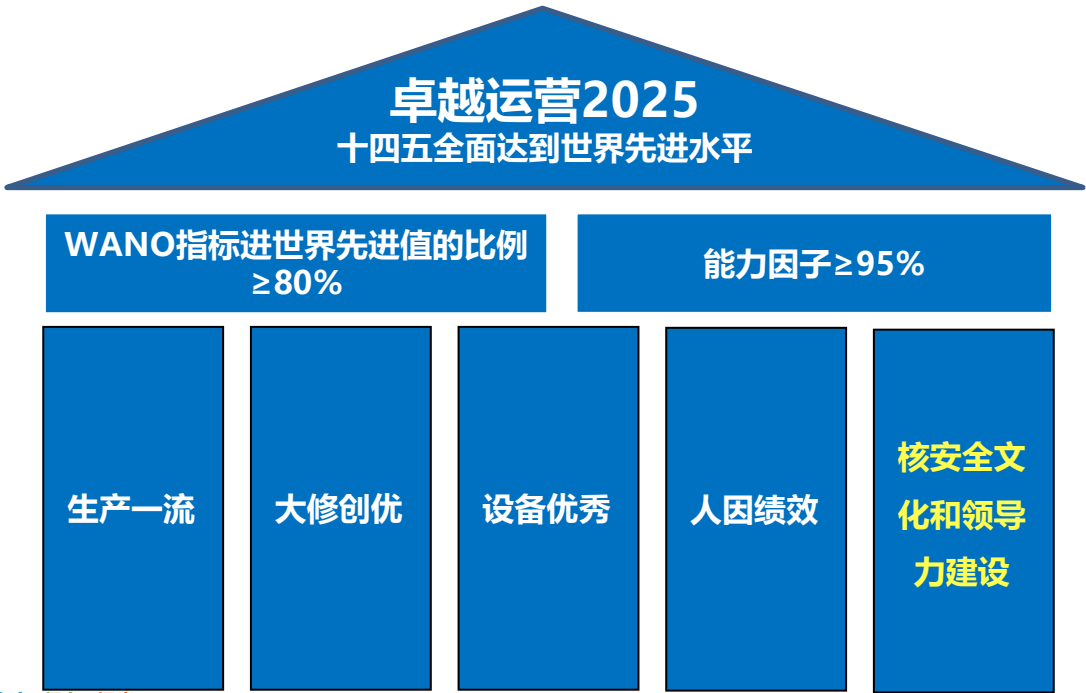 卓越运营2025
十四五全面达到世界先进水平
WANO指标进世界先进值的比例
≥80%
能力因子≥95%
生产一流
大修创优
设备优秀
人因绩效
核安全文
化和领导
力建设